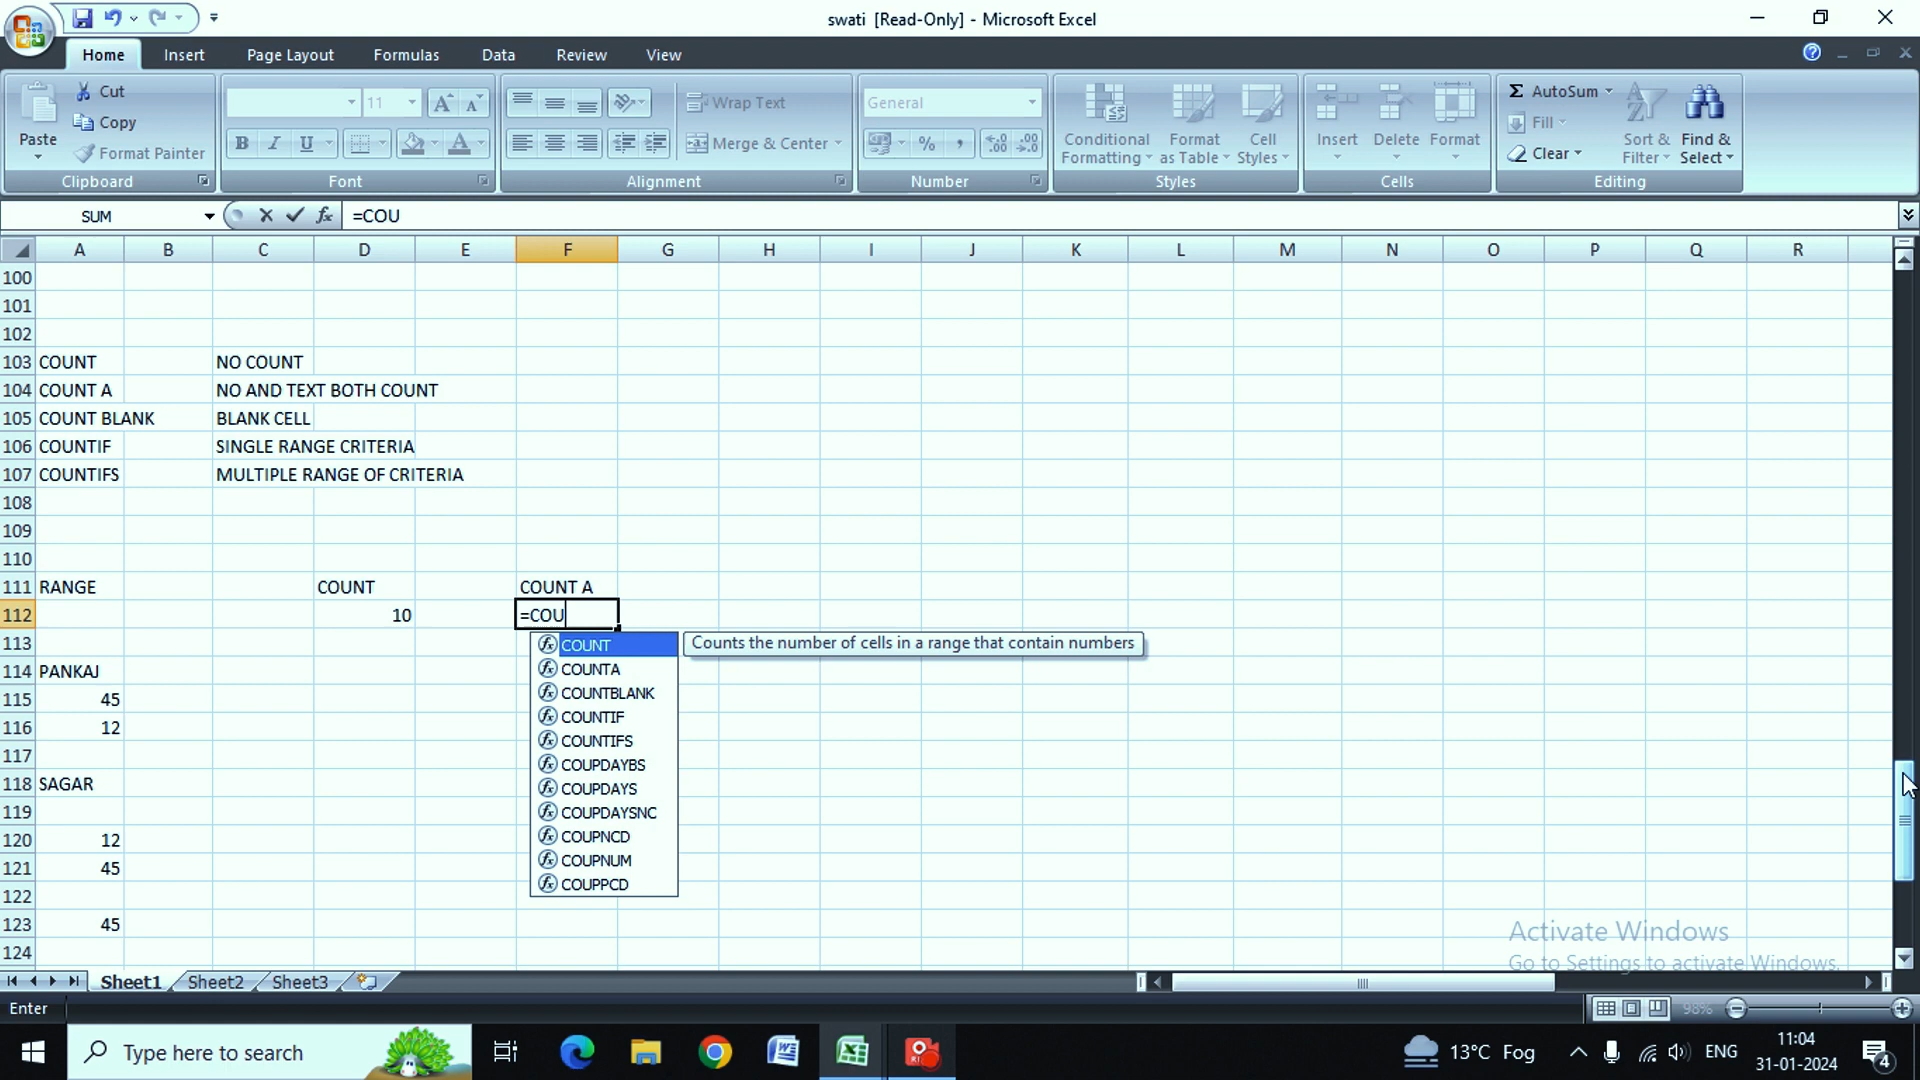 swati [Read-Only] - Microsoft Excel
Home Insert Page Layout Formulas Data Review View
Paste
Cut
Copy
Format Painter
Clipboard
11
B I U
A A
A
Font
Wrap Text
Merge & Center
Alignment
General
%
,
Number
Conditional Formatting
Format as Table
Cell Styles
Styles
Insert Delete Format
Cells
Σ AutoSum
Fill
Clear
Sort & Filter
Find & Select
Editing
SUM fx =COU
A B C D E F G H I J K L M N O P Q R
100
101
102
103 COUNT NO COUNT
104 COUNT A NO AND TEXT BOTH COUNT
105 COUNT BLANK BLANK CELL
106 COUNTIF SINGLE RANGE CRITERIA
107 COUNTIFS MULTIPLE RANGE OF CRITERIA
108
109
110
111 RANGE COUNT COUNT A
112 10 =COU
113
114 PANKAJ
115 45
116 12
117
118 SAGAR
119
120 12
121 45
122
123 45
124
COUNT
COUNTA
COUNTBLANK
COUNTIF
COUNTIFS
COUPDAYBS
COUPDAYS
COUPDAYSNC
COUPNCD
COUPNUM
COUPPCD
Counts the number of cells in a range that contain numbers
Activate Windows
Go to Settings to activate Windows.
Sheet1 Sheet2 Sheet3
Enter
98%
Type here to search
13°C Fog
ENG
11:04
31-01-2024
4